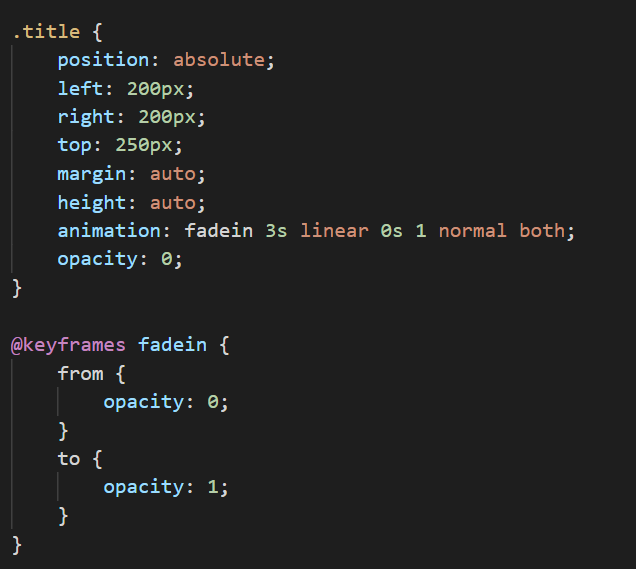 .title {
    position: absolute;
    left: 200px;
    right: 200px;
    top: 250px;
    margin: auto;
    height: auto;
    animation: fadein 3s linear 0s 1 normal both;
    opacity: 0;
}

@keyframes fadein {
    from {
        opacity: 0;
    }
    to {
        opacity: 1;
    }
}